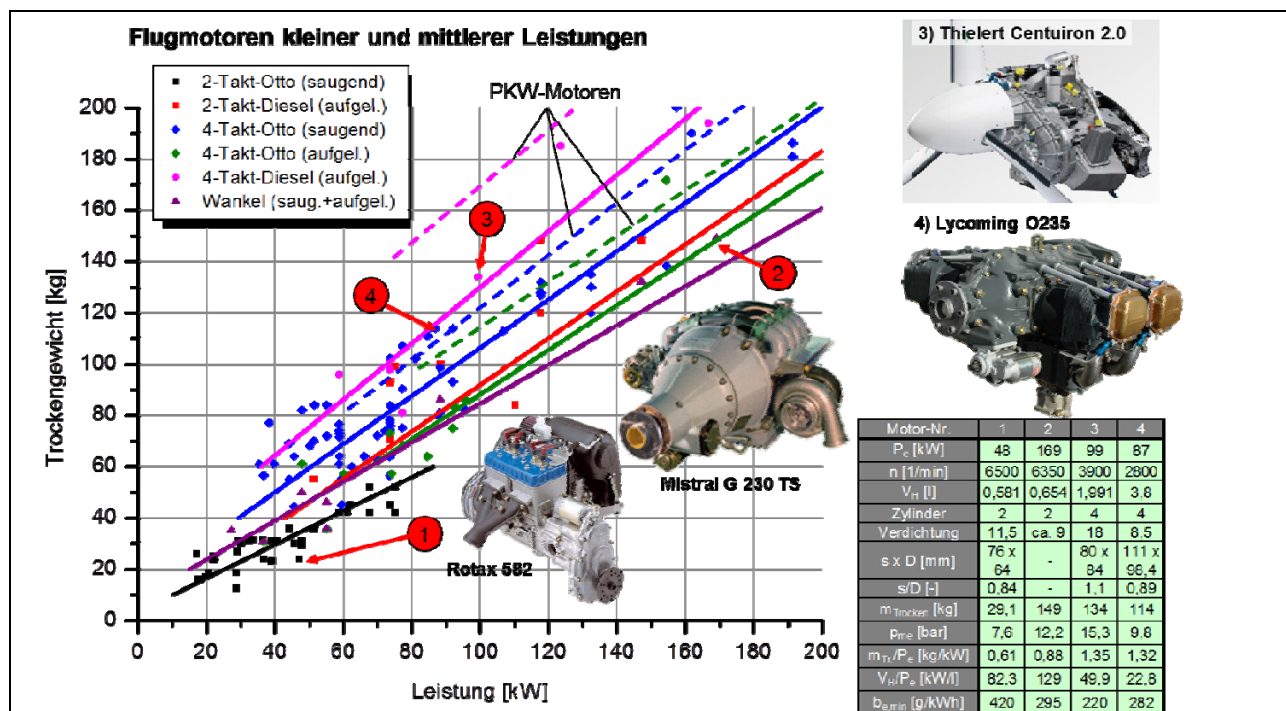 Flugmotoren kleiner und mittlerer Leistungen
2-Takt-Otto (saugend)
2-Takt-Diesel (aufgel.)
4-Takt-Otto (saugend)
4-Takt-Otto (aufgel.)
4-Takt-Diesel (aufgel.)
Wankel (saug.+aufgel.)
PKW-Motoren
Trockengewicht [kg]
200
180
160
140
120
100
80
60
40
20
0
0 20 40 60 80 100 120 140 160 180 200
Leistung [kW]
1
2
3
4
Rotax 582
Mistral G 230 TS
3) Thielert Centuiron 2.0
4) Lycoming O235
Motor-Nr. 1 2 3 4
Pe [kW] 48 169 99 87
n [1/min] 6500 6350 3900 2800
VH [l] 0,581 0,654 1,991 3.8
Zylinder 2 2 4 4
Verdichtung 11,5 ca. 9 18 8.5
s x D [mm] 76 x 64 - 80 x 84 111 x 98,4
s/D [-] 0,84 - 1,1 0,89
mTrocken [kg] 29,1 149 134 114
pme [bar] 7,6 12,2 15,3 9.8
mTr/Pe [kg/kW] 0,61 0,88 1,35 1,32
VH/Pe [kW/l] 82,3 129 49,9 22,8
be,min [g/kWh] 420 295 220 282